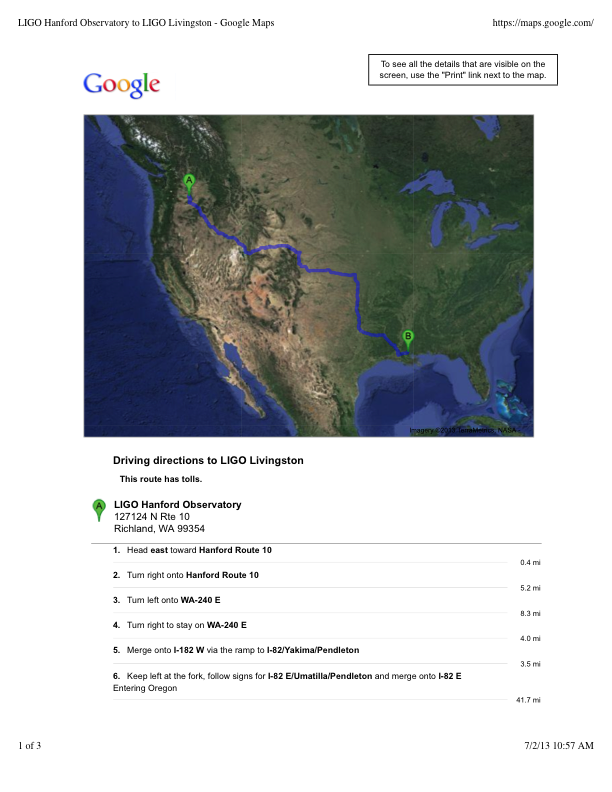 LIGO Hanford Observatory to LIGO Livingston - Google Maps
https://maps.google.com/
To see all the details that are visible on the
screen, use the "Print" link next to the map.
Google
A
B
Driving directions to LIGO Livingston
This route has tolls.
A
LIGO Hanford Observatory
127124 N Rte 10
Richland, WA 99354
1. Head east toward Hanford Route 10
0.4 mi
2. Turn right onto Hanford Route 10
5.2 mi
3. Turn left onto WA-240 E
8.3 mi
4. Turn right to stay on WA-240 E
4.0 mi
5. Merge onto I-182 W via the ramp to I-82/Yakima/Pendleton
3.5 mi
6. Keep left at the fork, follow signs for I-82 E/Umatilla/Pendleton and merge onto I-82 E
Entering Oregon
41.7 mi
1 of 3
7/2/13 10:57 AM